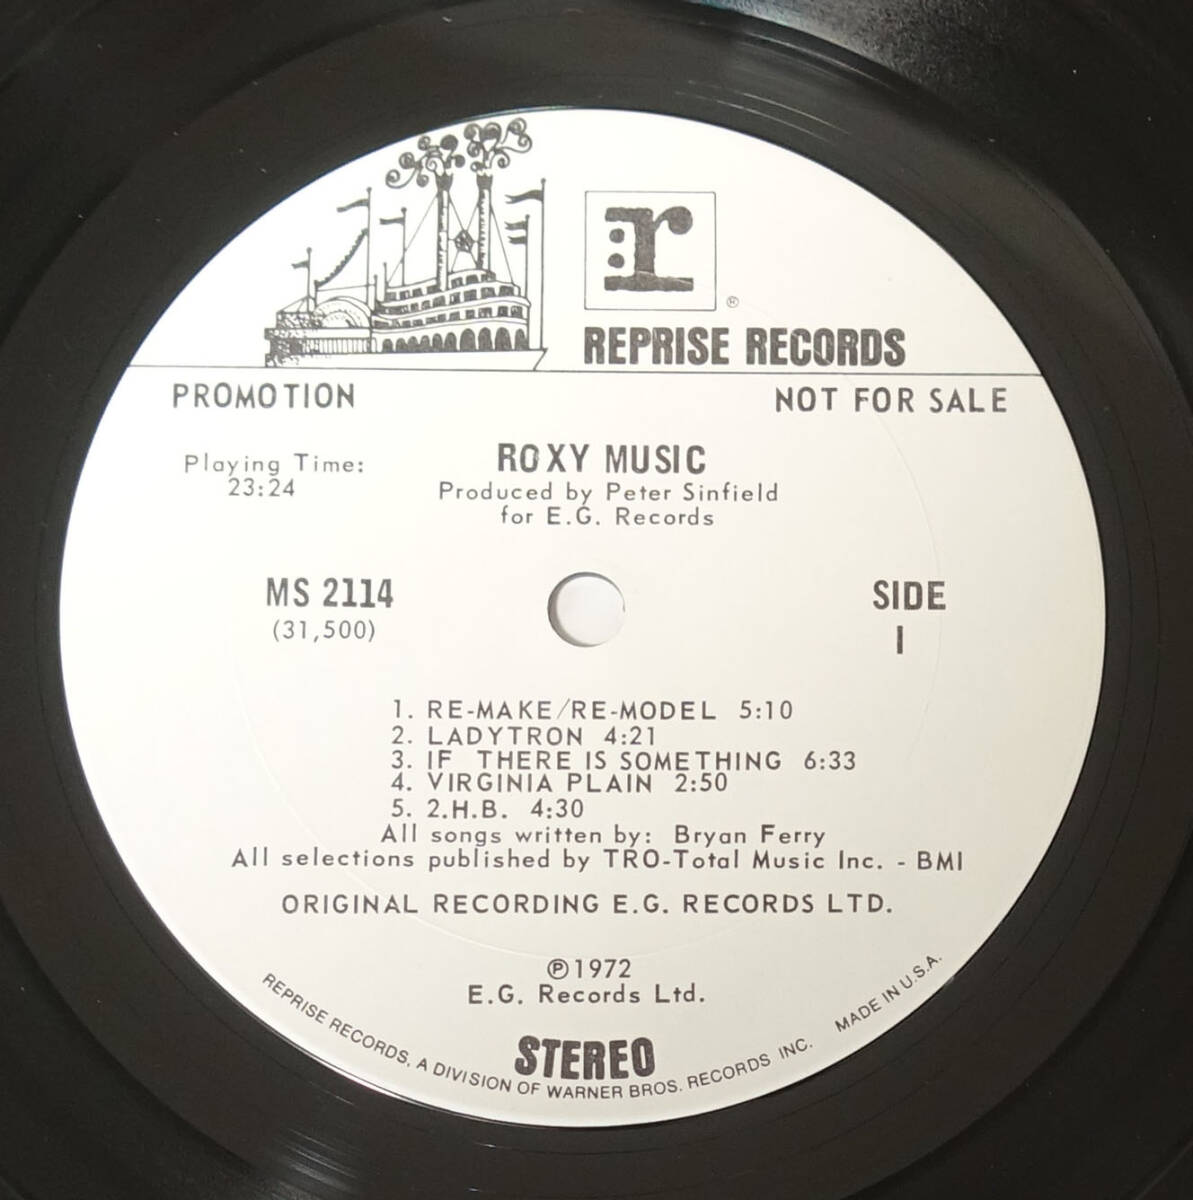 :r
®
REPRISE RECORDS
PROMOTION
NOT FOR SALE
Playing Time:
23:24
ROXY MUSIC
Produced by Peter Sinfield
for E.G. Records
MS 2114
(31,500)
SIDE
1
1. RE-MAKE/RE-MODEL 5:10
2. LADYTRON 4:21
3. IF THERE IS SOMETHING 6:33
4. VIRGINIA PLAIN 2:50
5. 2.H.B. 4:30
All songs written by: Bryan Ferry
All selections published by TRO-Total Music Inc. - BMI
ORIGINAL RECORDING E.G. RECORDS LTD.
℗1972
E.G. Records Ltd.
STEREO
REPRISE RECORDS, A DIVISION OF WARNER BROS. RECORDS INC. MADE IN U.S.A.